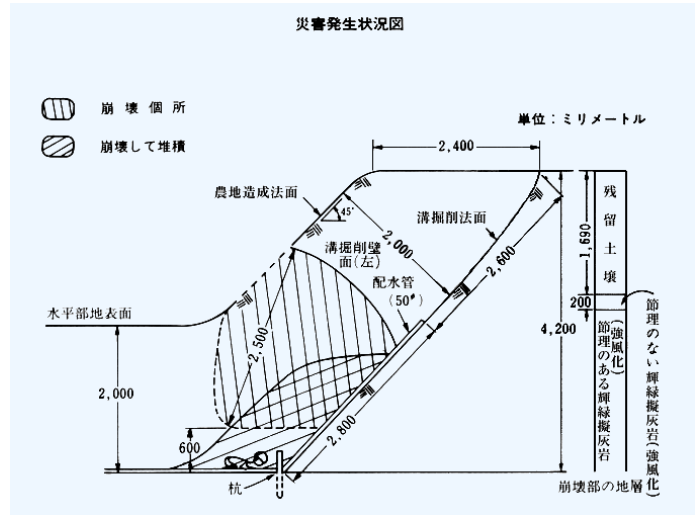 災害発生状況図
崩壊個所
崩壊して堆積
単位：ミリメートル
2,400
農地造成法面
45°
溝掘削法面
2,000
溝掘削壁
面(左)
配水管
(50φ)
2,600
水平部地表面
2,500
2,000
600
2,800
杭
4,200
1,690
200
残留土壌
節理のある輝緑擬灰岩
(強風化)
節理のない輝緑擬灰岩(強風化)
崩壊部の地層